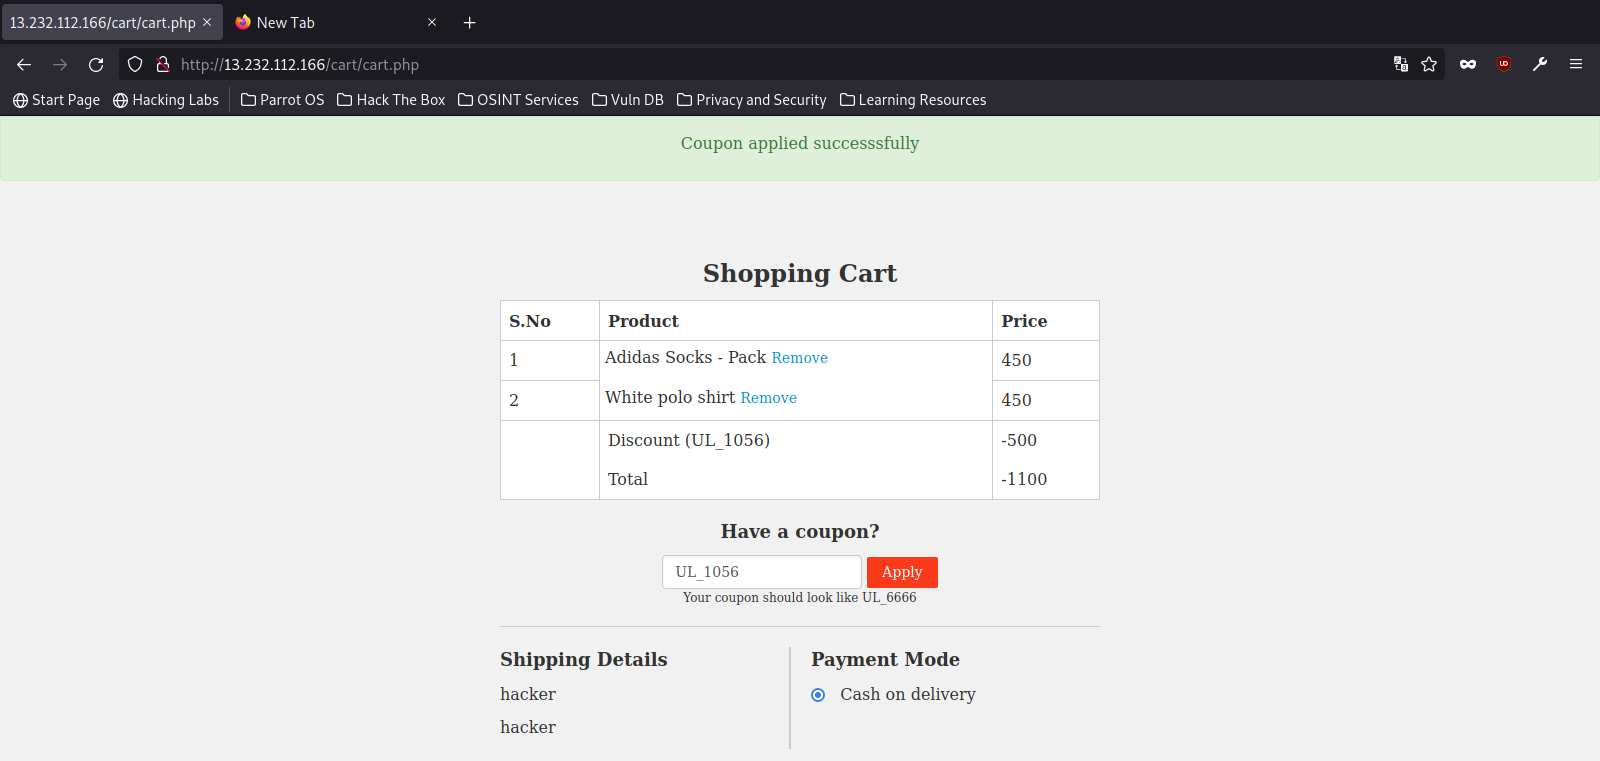 13.232.112.166/cart/cart.php
New Tab
http://13.232.112.166/cart/cart.php
Start Page Hacking Labs Parrot OS Hack The Box OSINT Services Vuln DB Privacy and Security Learning Resources
Coupon applied successsfully
Shopping Cart
S.No Product Price
1 Adidas Socks - Pack Remove 450
2 White polo shirt Remove 450
Discount (UL_1056) -500
Total -1100
Have a coupon?
UL_1056 Apply
Your coupon should look like UL_6666
Shipping Details Payment Mode
hacker Cash on delivery
hacker